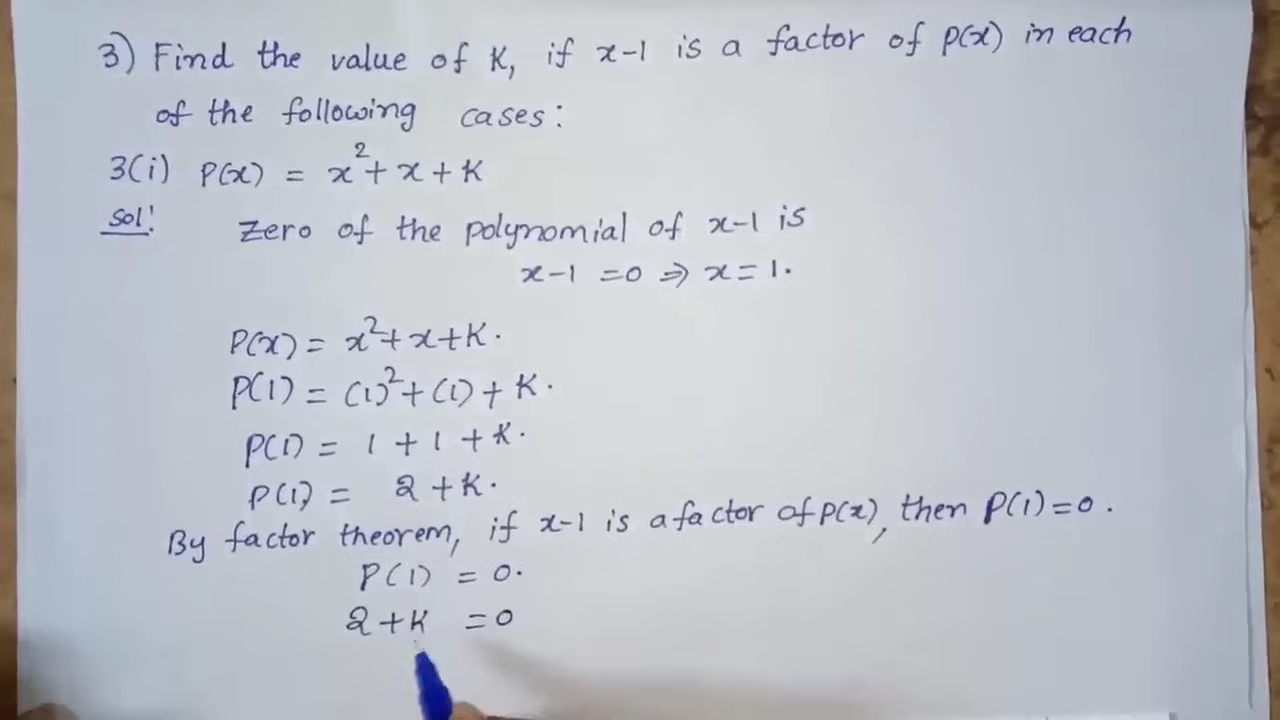 3) Find the value of K, if x-1 is a factor of P(x) in each
of the following cases:
3(i) P(x) = x²+ x + K
Sol! Zero of the polynomial of x-1 is
x-1 =0 ⇒ x=1.
P(x) = x²+x+K.
P(1) = (1)²+(1)+K.
P(1) = 1 + 1 + K.
P(1) = 2 +K.
By factor theorem, if x-1 is a factor of P(x), then P(1)=0.
P(1) = 0.
2+K =0